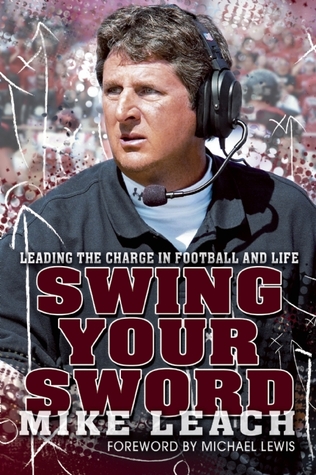 LEADING THE CHARGE IN FOOTBALL AND LIFE
SWING
YOUR
SWORD
MIKE LEACH
FOREWORD BY MICHAEL LEWIS